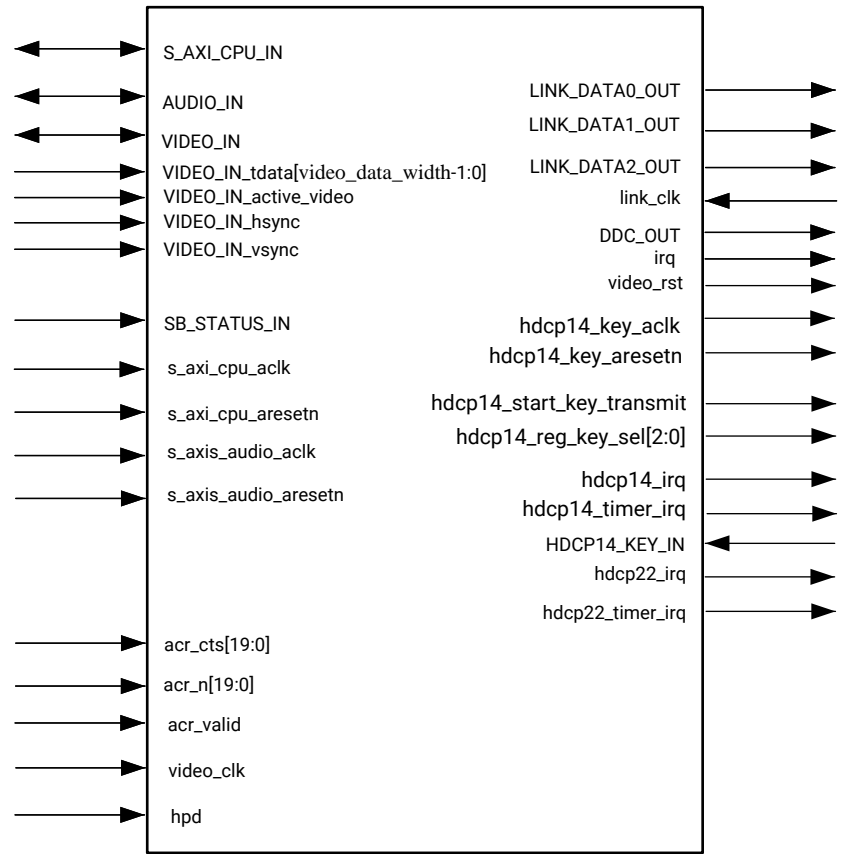 S_AXI_CPU_IN
AUDIO_IN
VIDEO_IN
VIDEO_IN_tdata[video_data_width-1:0]
VIDEO_IN_active_video
VIDEO_IN_hsync
VIDEO_IN_vsync
SB_STATUS_IN
s_axi_cpu_aclk
s_axi_cpu_aresetn
s_axis_audio_aclk
s_axis_audio_aresetn
acr_cts[19:0]
acr_n[19:0]
acr_valid
video_clk
hpd
LINK_DATA0_OUT
LINK_DATA1_OUT
LINK_DATA2_OUT
link_clk
DDC_OUT
irq
video_rst
hdcp14_key_aclk
hdcp14_key_aresetn
hdcp14_start_key_transmit
hdcp14_reg_key_sel[2:0]
hdcp14_irq
hdcp14_timer_irq
HDCP14_KEY_IN
hdcp22_irq
hdcp22_timer_irq